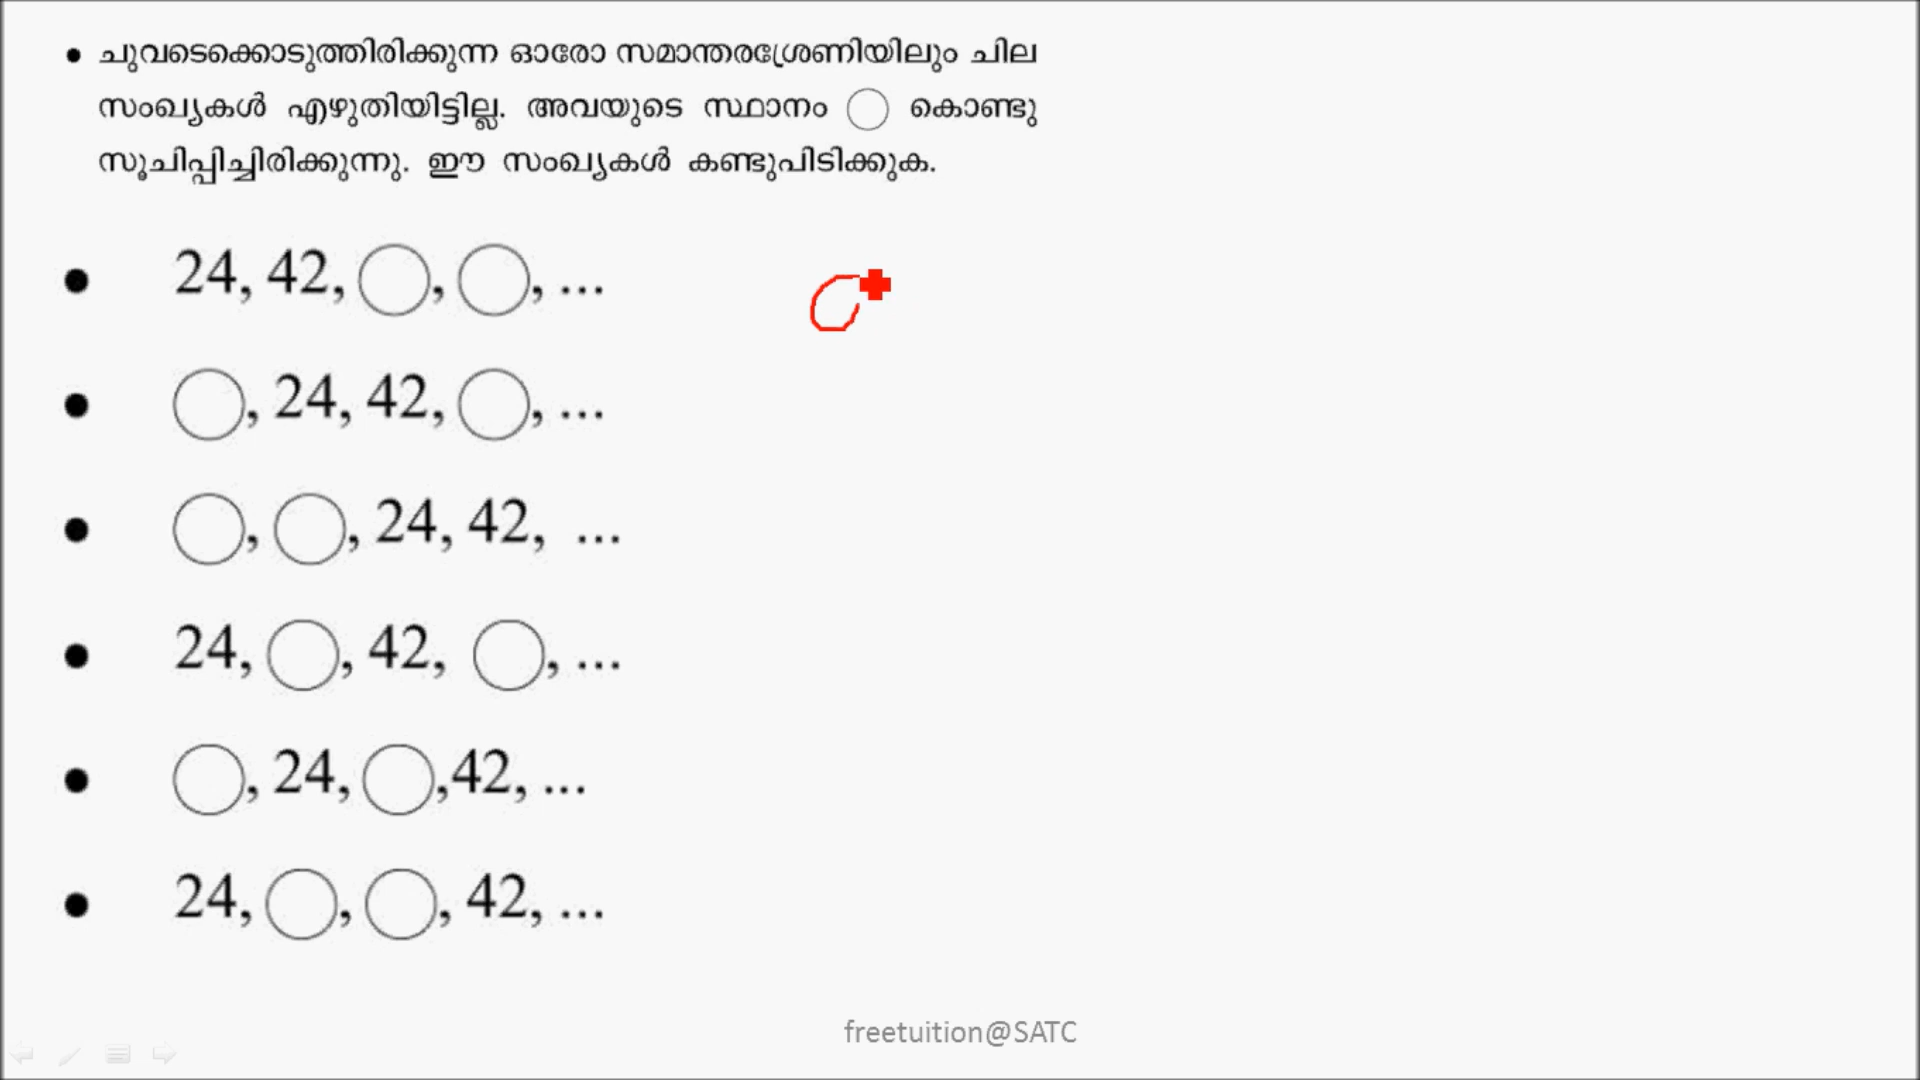 • ചുവടെക്കൊടുത്തിരിക്കുന്ന ഓരോ സമാന്തരശ്രേണിയിലും ചില
സംഖ്യകൾ എഴുതിയിട്ടില്ല. അവയുടെ സ്ഥാനം ◯ കൊണ്ടു
സൂചിപ്പിച്ചിരിക്കുന്നു. ഈ സംഖ്യകൾ കണ്ടുപിടിക്കുക.
• 24, 42, ◯, ◯, ...
• ◯, 24, 42, ◯, ...
• ◯, ◯, 24, 42, ...
• 24, ◯, 42, ◯, ...
• ◯, 24, ◯,42, ...
• 24, ◯, ◯, 42, ...
freetuition@SATC